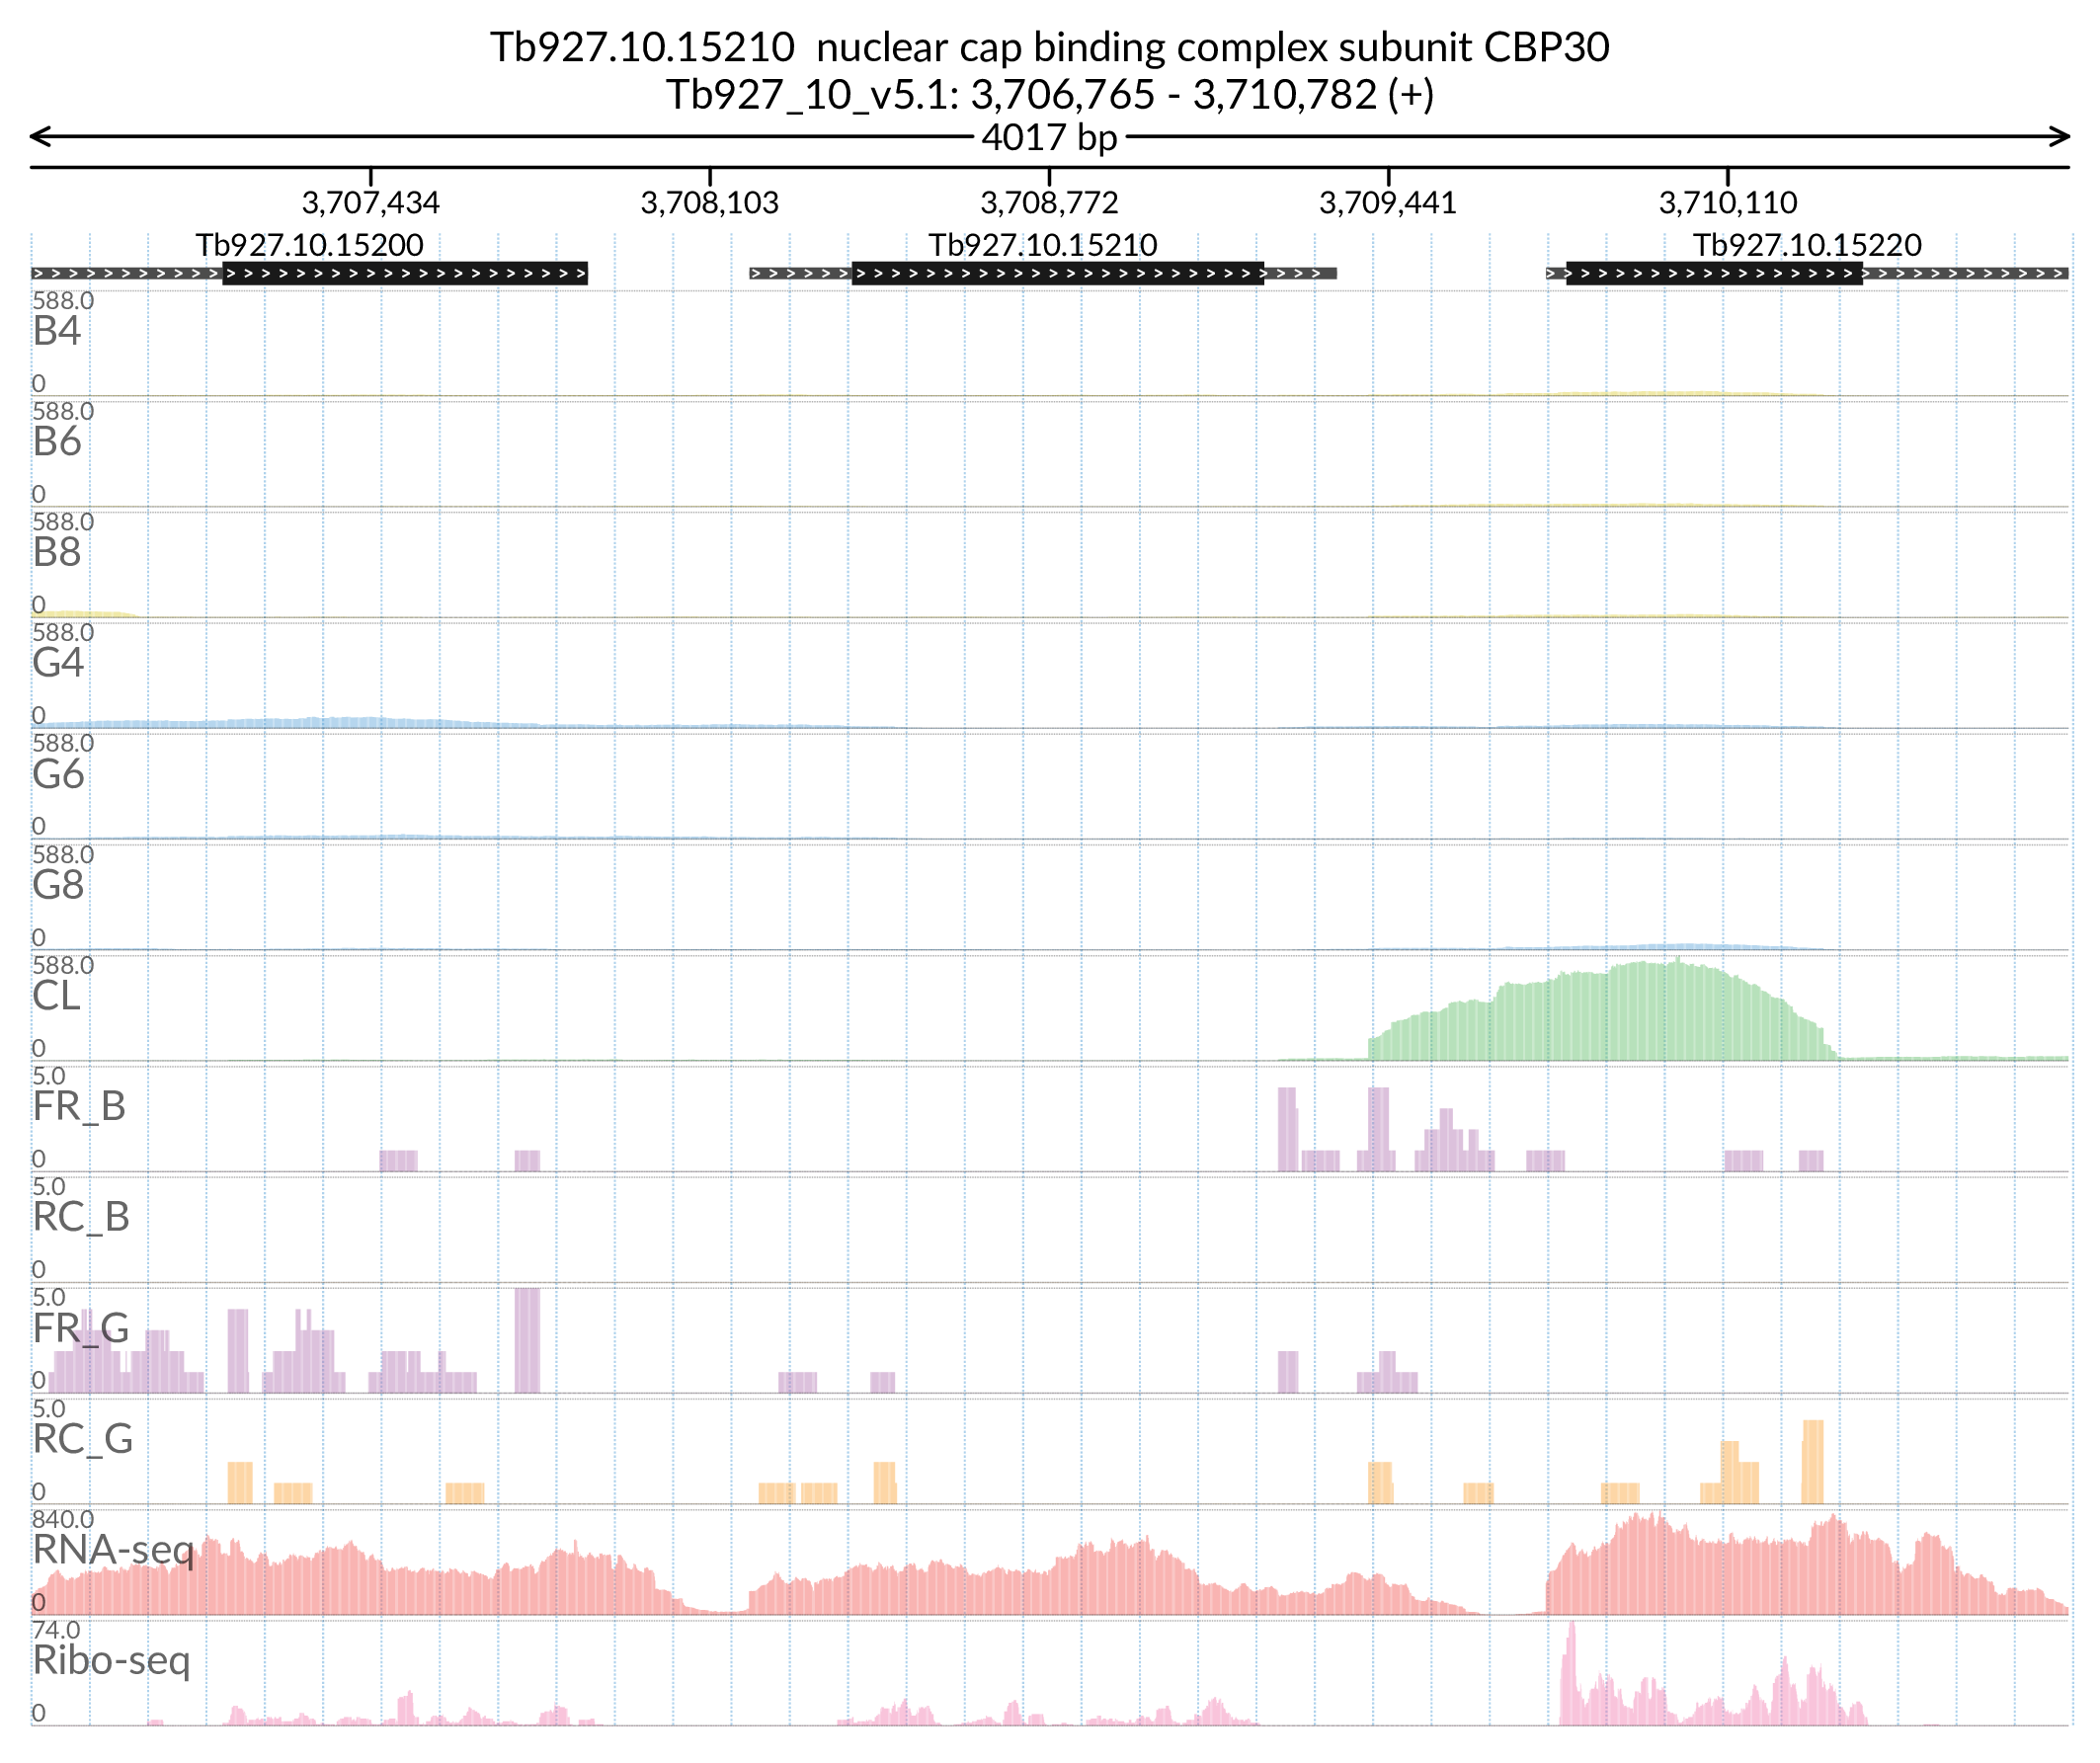 Tb927.10.15210 nuclear cap binding complex subunit CBP30
Tb927_10_v5.1: 3,706,765 - 3,710,782 (+)
4017 bp
3,707,434 3,708,103 3,708,772 3,709,441 3,710,110
Tb927.10.15200 Tb927.10.15210 Tb927.10.15220
588.0
B4
0
588.0
B6
0
588.0
B8
0
588.0
G4
0
588.0
G6
0
588.0
G8
0
588.0
CL
0
5.0
FR_B
0
5.0
RC_B
0
5.0
FR_G
0
5.0
RC_G
0
840.0
RNA-seq
0
74.0
Ribo-seq
0